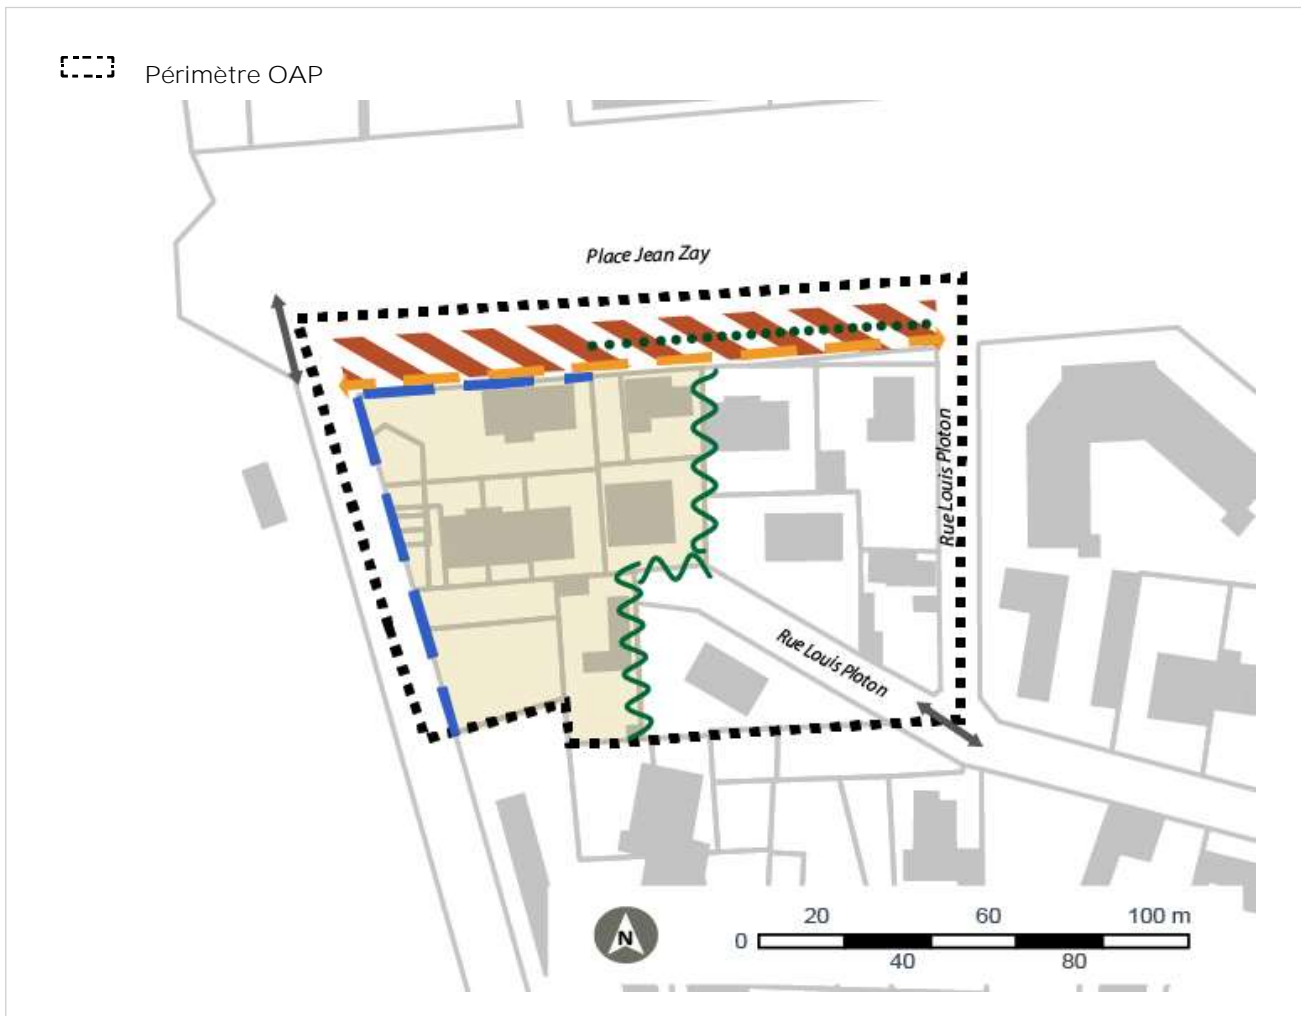 Périmètre OAP
Place Jean Zay
Rue Louis Ploton
Rue Louis Ploton
N
20 60 100 m
0
40 80